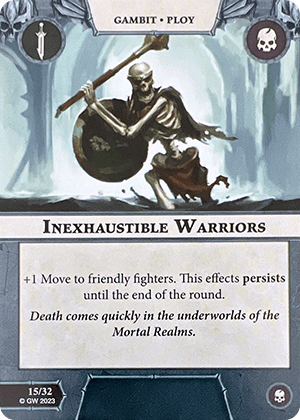 GAMBIT • PLOY
INEXHAUSTIBLE WARRIORS
+1 Move to friendly fighters. This effects persists
until the end of the round.
Death comes quickly in the underworlds of the
Mortal Realms.
15/32
© GW 2023